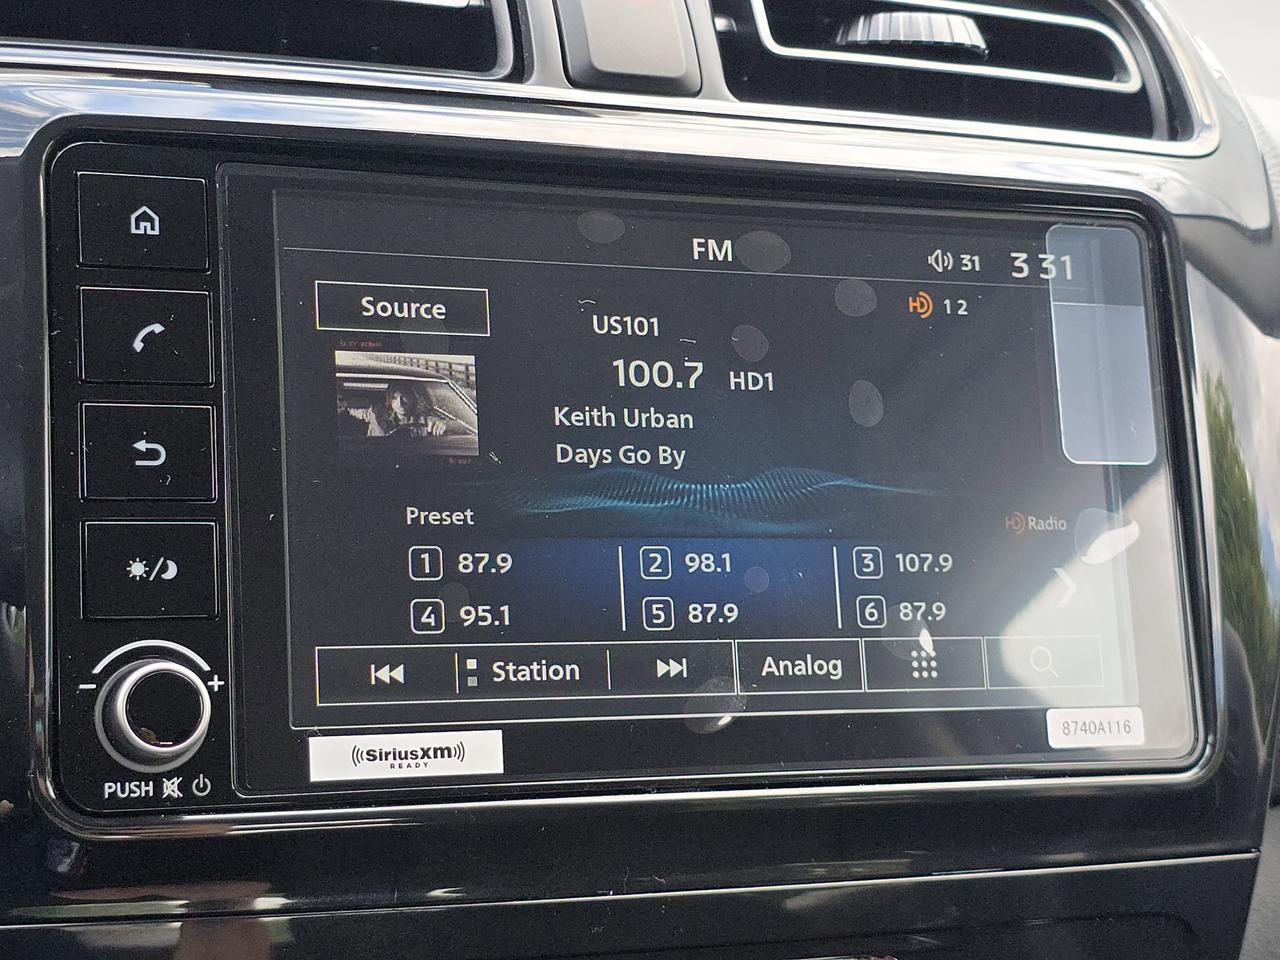 FM
31
3 31
Source
HD 1 2
US101
100.7 HD1
Keith Urban
Days Go By
Preset
HD Radio
1 87.9
2 98.1
3 107.9
4 95.1
5 87.9
6 87.9
Station
Analog
8740A116
((SiriusXM))
READY
- +
PUSH